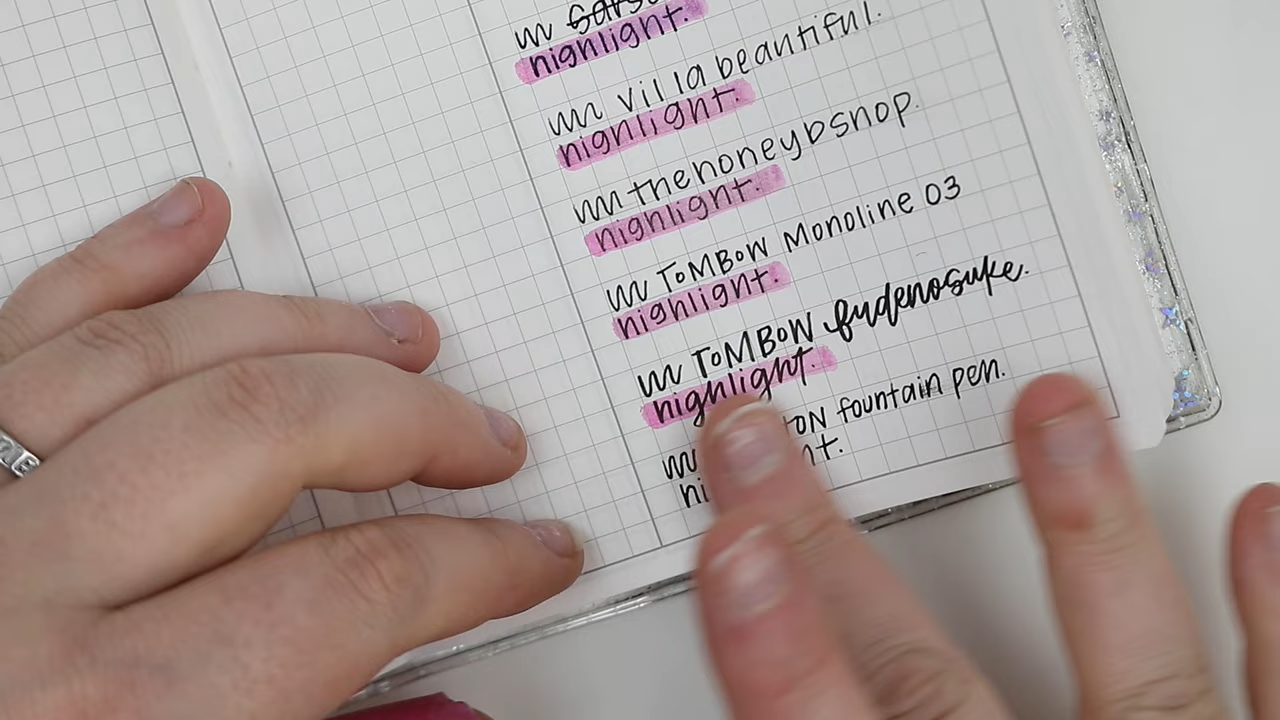 highlight.
villa beautiful.
highlight.
thehoneybshop.
highlight.
TOMBOW Monoline 03
highlight.
TOMBOW fudenosuke.
highlight.
fountain pen.